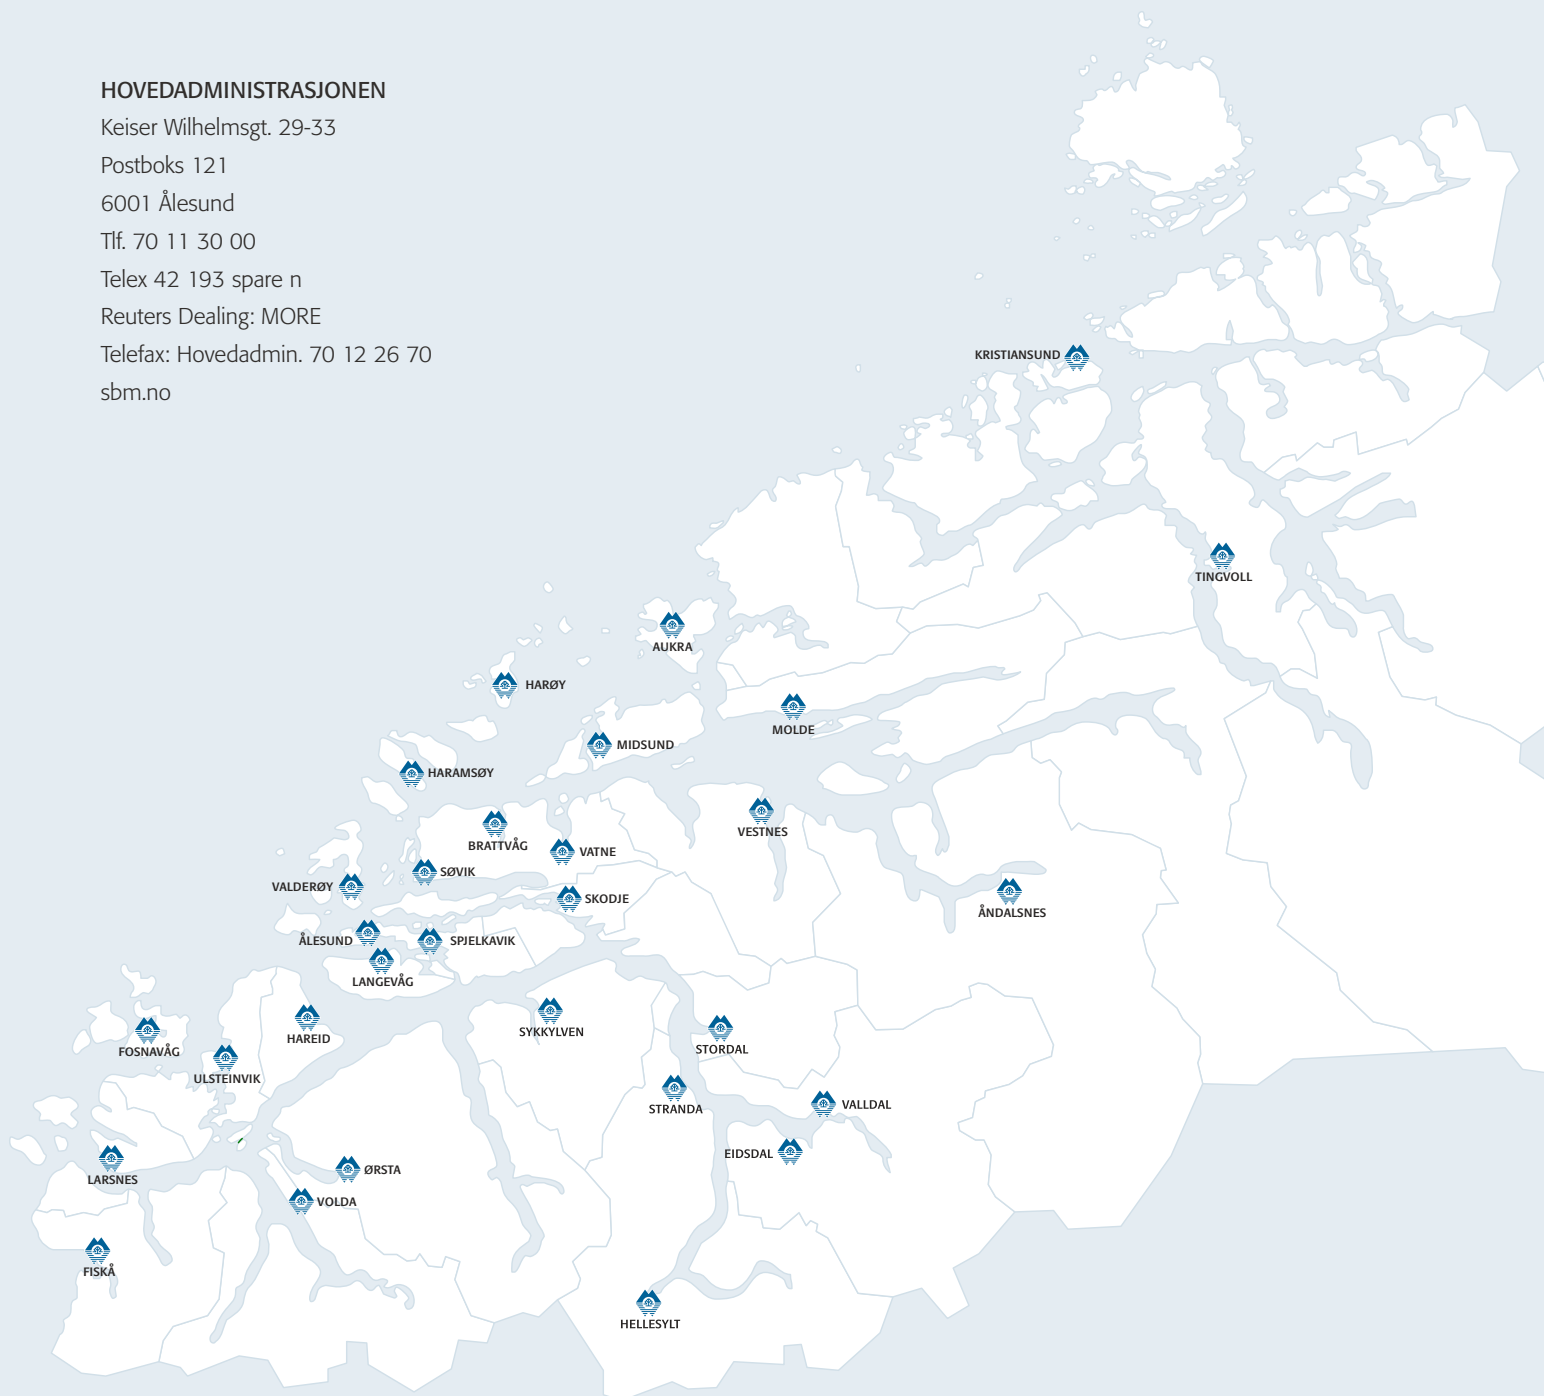 HOVEDADMINISTRASJONEN
Keiser Wilhelmsgt. 29-33
Postboks 121
6001 Ålesund
Tlf. 70 11 30 00
Telex 42 193 spare n
Reuters Dealing: MORE
Telefax: Hovedadmin. 70 12 26 70
sbm.no
KRISTIANSUND
TINGVOLL
AUKRA
HARØY
MOLDE
MIDSUND
HARAMSØY
VESTNES
BRATTVÅG
VATNE
SØVIK
VALDERØY
SKODJE
ÅNDALSNES
ÅLESUND
SPJELKAVIK
LANGEVÅG
SYKKYLVEN
HAREID
STORDAL
FOSNAVÅG
ULSTEINVIK
VALLDAL
STRANDA
EIDSDAL
ØRSTA
LARSNES
VOLDA
FISKÅ
HELLESYLT